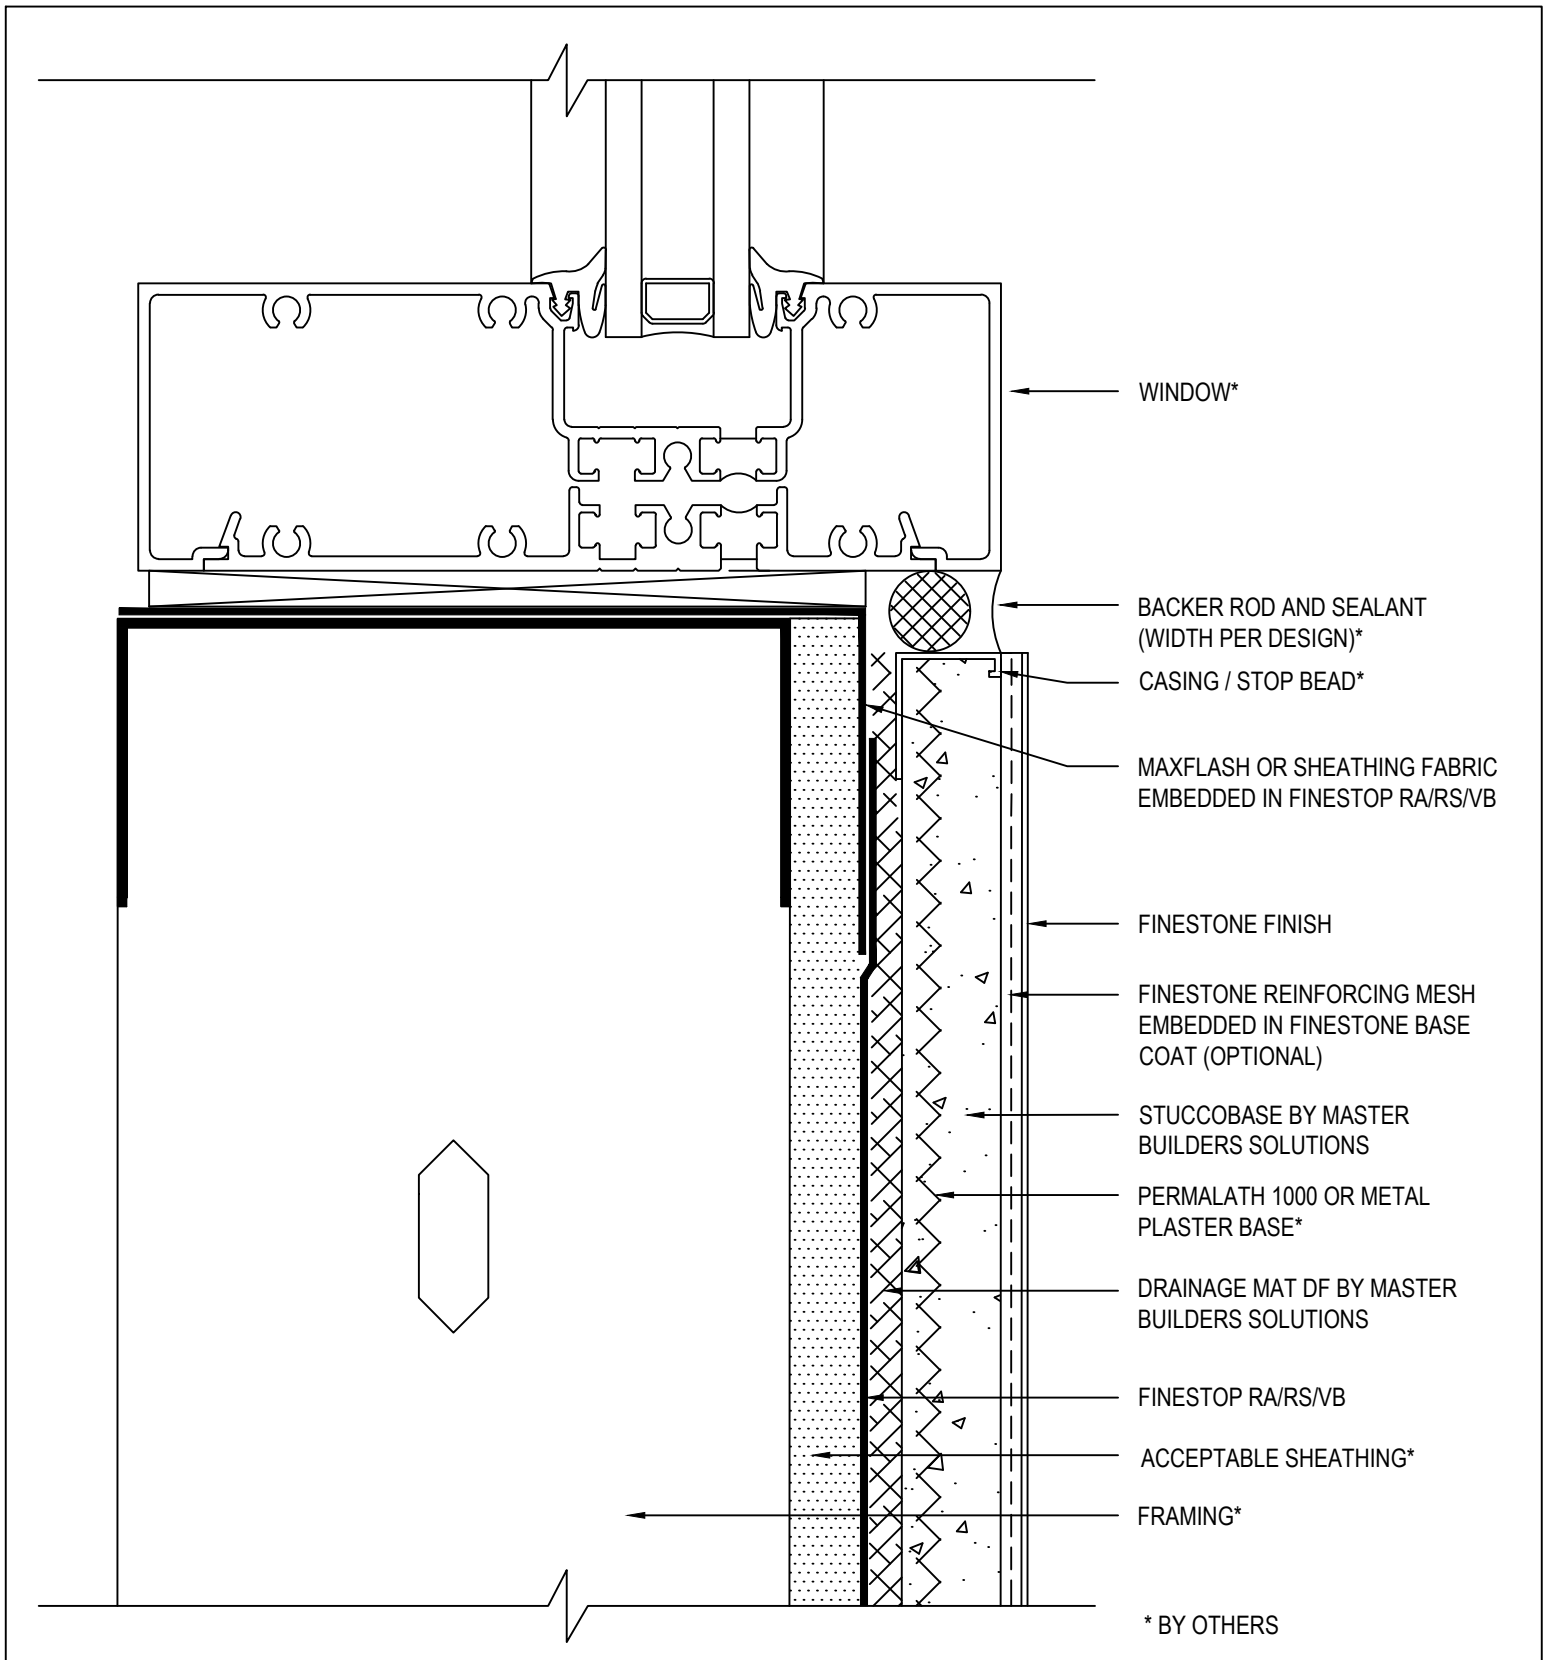 WINDOW*
BACKER ROD AND SEALANT
(WIDTH PER DESIGN)*
CASING / STOP BEAD*
MAXFLASH OR SHEATHING FABRIC
EMBEDDED IN FINESTOP RA/RS/VB
FINESTONE FINISH
FINESTONE REINFORCING MESH
EMBEDDED IN FINESTONE BASE
COAT (OPTIONAL)
STUCCOBASE BY MASTER
BUILDERS SOLUTIONS
PERMALATH 1000 OR METAL
PLASTER BASE*
DRAINAGE MAT DF BY MASTER
BUILDERS SOLUTIONS
FINESTOP RA/RS/VB
ACCEPTABLE SHEATHING*
FRAMING*
* BY OTHERS